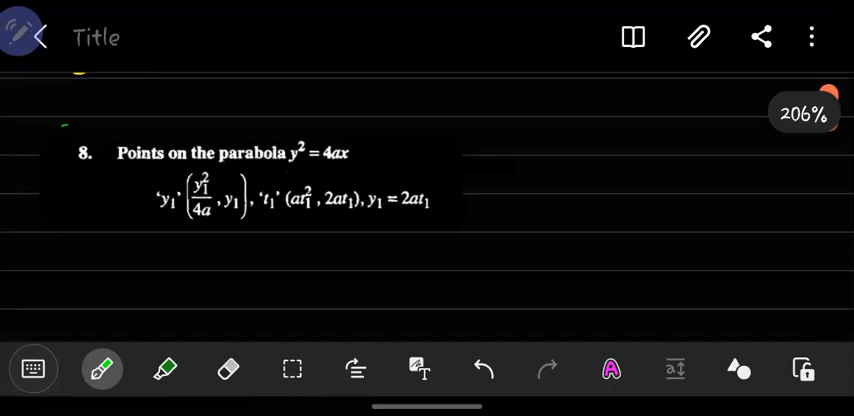 Title
206%
8. Points on the parabola y² = 4ax
'y₁' (y₁²/4a , y₁), 't₁' (at₁² , 2at₁), y₁ = 2at₁
T
A
a